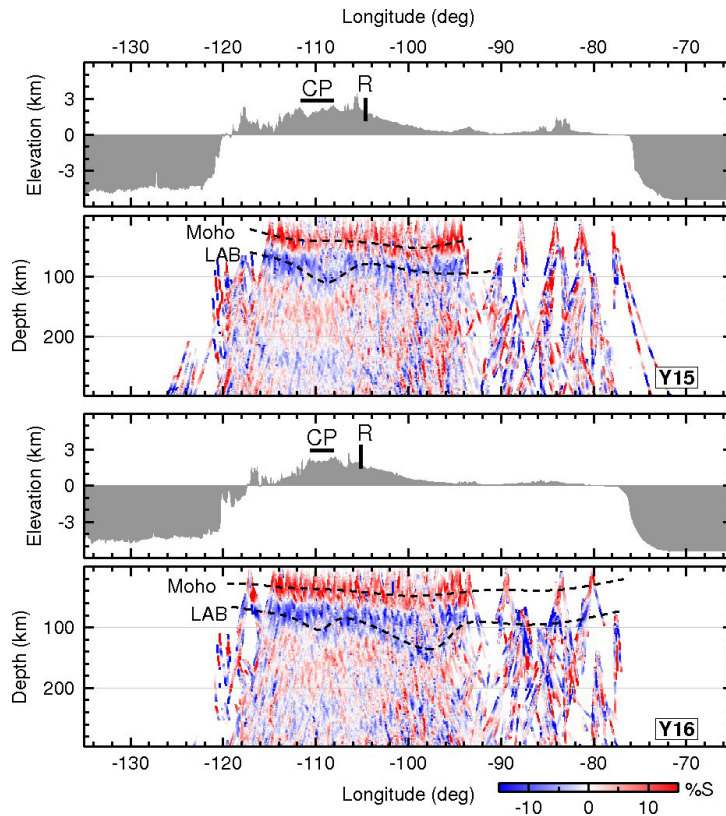 Longitude (deg)
-130 -120 -110 -100 -90 -80 -70
CP R
Elevation (km)
3
0
-3
Moho
LAB
Depth (km)
100
200
Y15
CP R
Elevation (km)
3
0
-3
Moho
LAB
Depth (km)
100
200
Y16
-130 -120 -110 -100 -90 -80 -70
Longitude (deg)
%S
-10 0 10